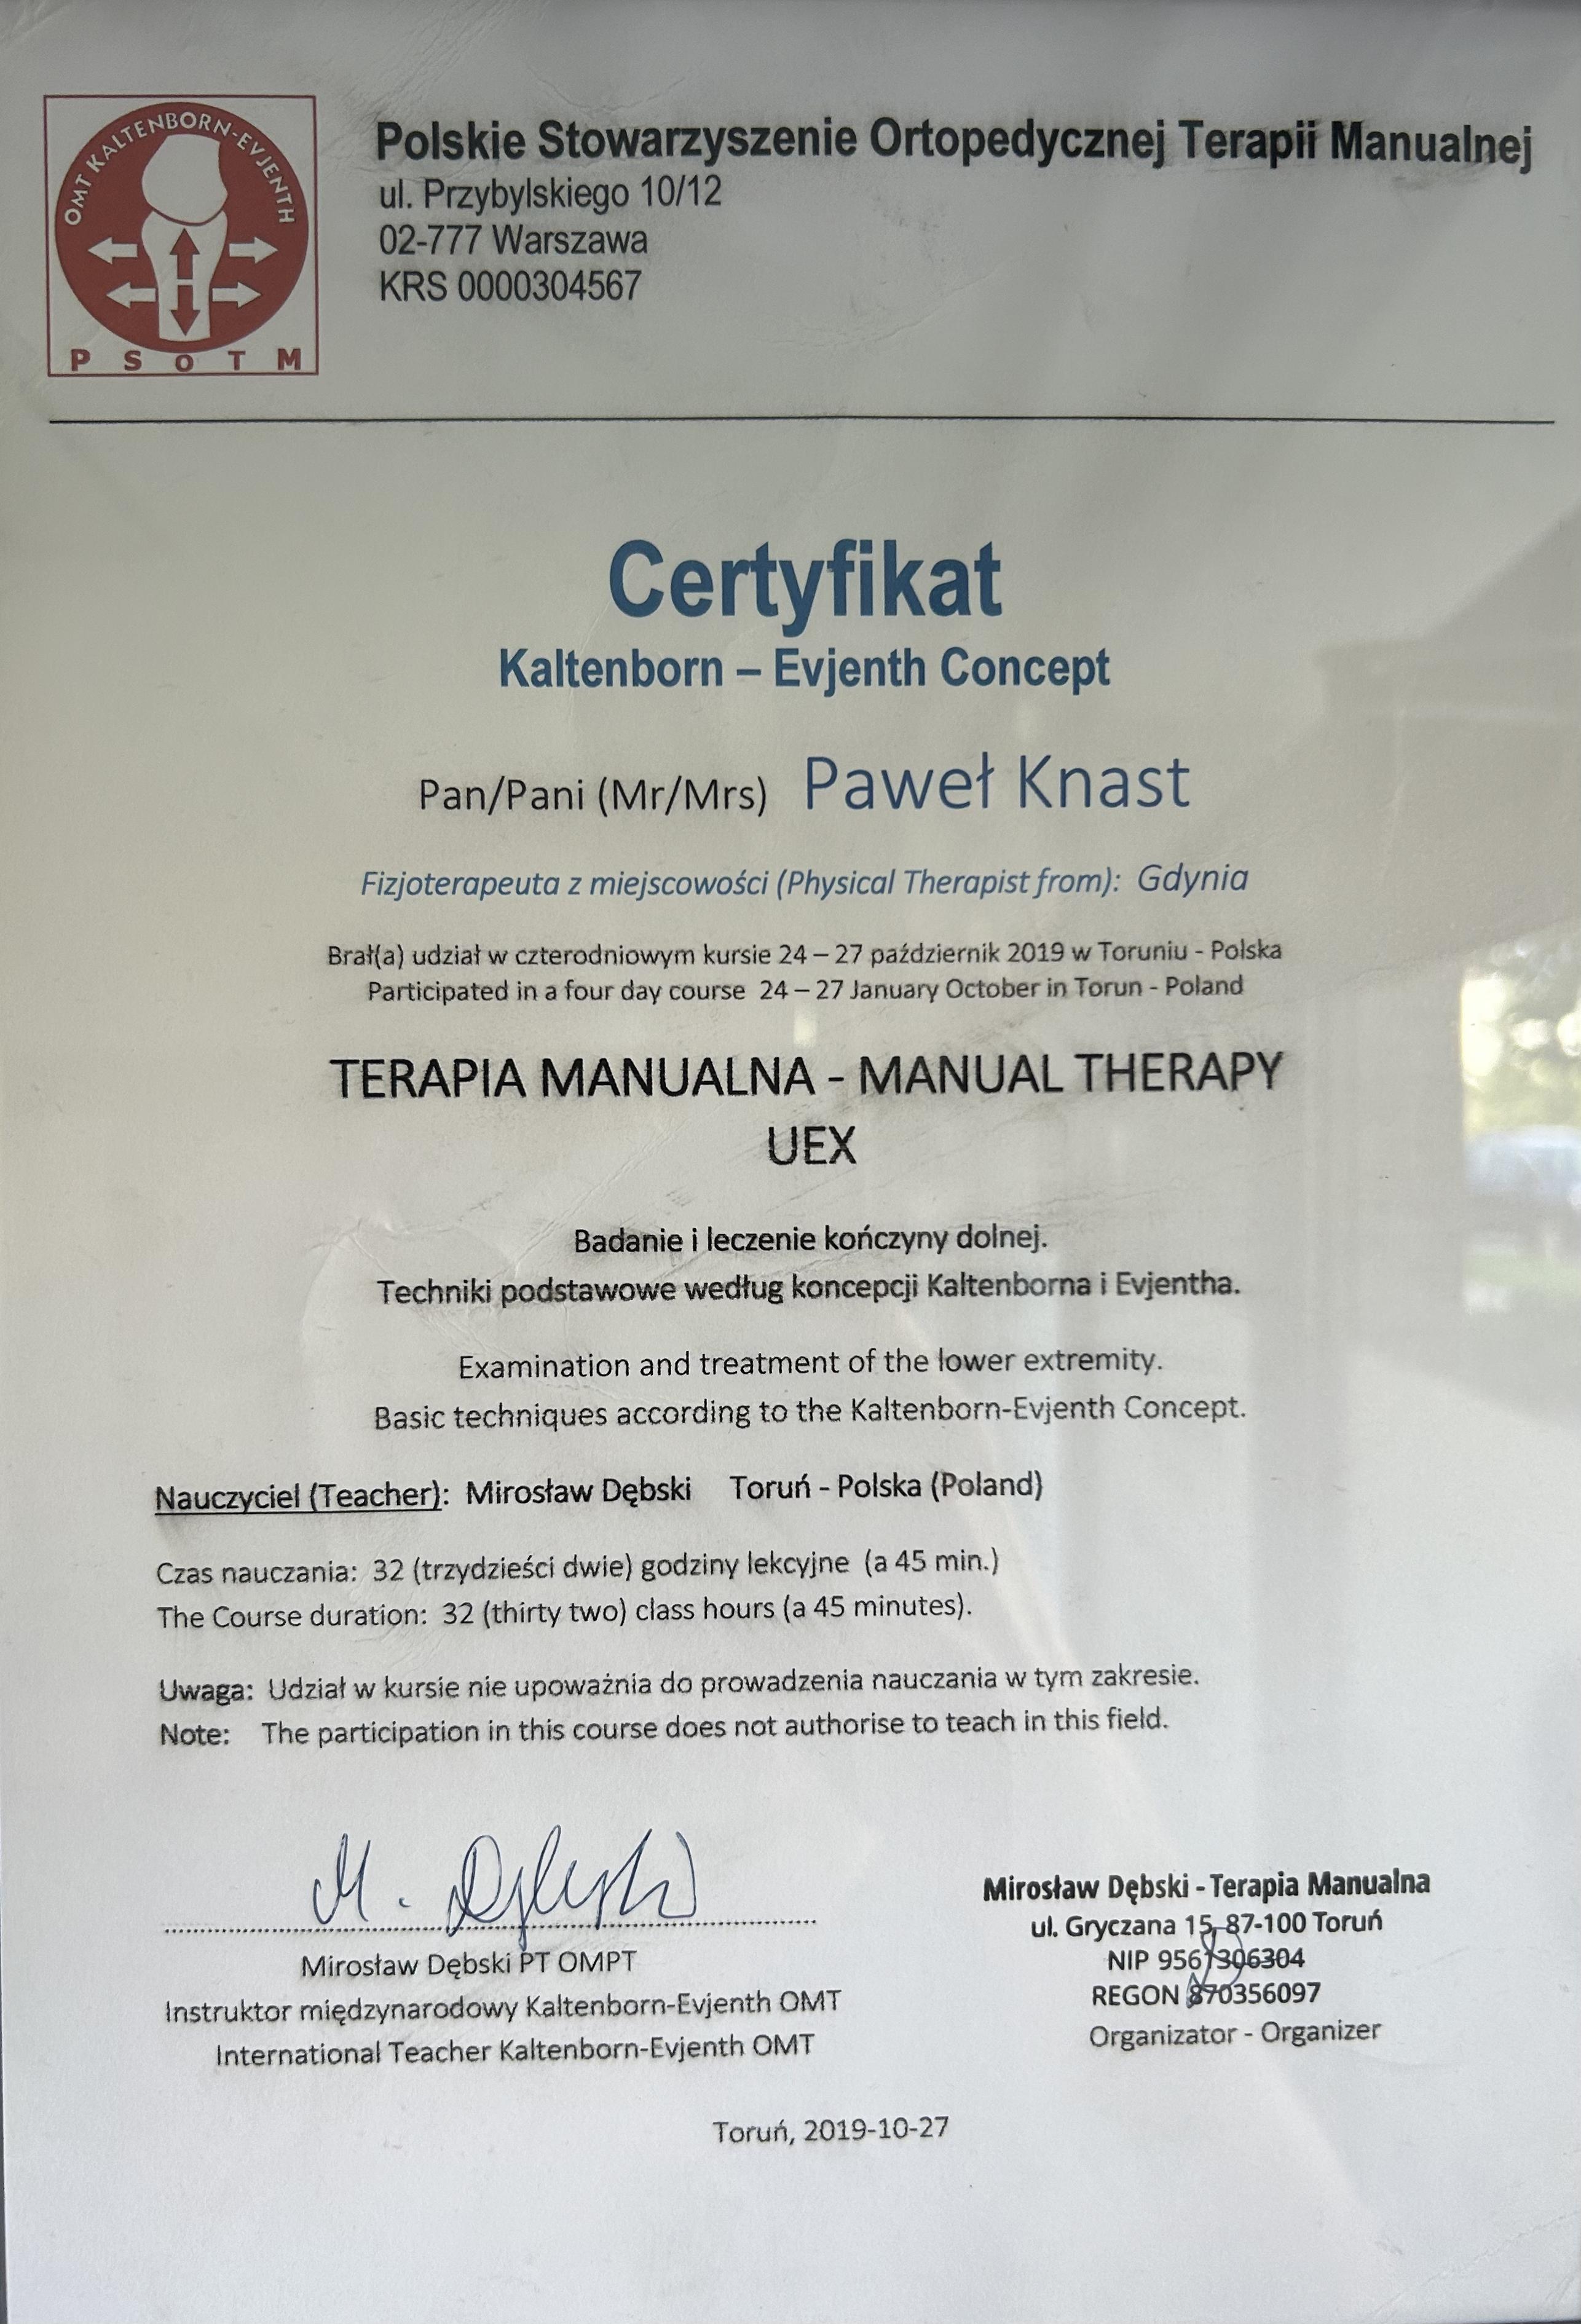 OMT KALTENBORN-EVJENTH
P S O T M
Polskie Stowarzyszenie Ortopedycznej Terapii Manualnej
ul. Przybylskiego 10/12
02-777 Warszawa
KRS 0000304567
Certyfikat
Kaltenborn – Evjenth Concept
Pan/Pani (Mr/Mrs) Paweł Knast
Fizjoterapeuta z miejscowości (Physical Therapist from): Gdynia
Brał(a) udział w czterodniowym kursie 24 – 27 październik 2019 w Toruniu - Polska
Participated in a four day course 24 – 27 January October in Torun - Poland
TERAPIA MANUALNA - MANUAL THERAPY
UEX
Badanie i leczenie kończyny dolnej.
Techniki podstawowe według koncepcji Kaltenborna i Evjentha.
Examination and treatment of the lower extremity.
Basic techniques according to the Kaltenborn-Evjenth Concept.
Nauczyciel (Teacher): Mirosław Dębski Toruń - Polska (Poland)
Czas nauczania: 32 (trzydzieści dwie) godziny lekcyjne (a 45 min.)
The Course duration: 32 (thirty two) class hours (a 45 minutes).
Uwaga: Udział w kursie nie upoważnia do prowadzenia nauczania w tym zakresie.
Note: The participation in this course does not authorise to teach in this field.
M. Dębski
Mirosław Dębski PT OMPT
Instruktor międzynarodowy Kaltenborn-Evjenth OMT
International Teacher Kaltenborn-Evjenth OMT
Mirosław Dębski - Terapia Manualna
ul. Gryczana 15, 87-100 Toruń
NIP 9561306304
REGON 870356097
Organizator - Organizer
Toruń, 2019-10-27